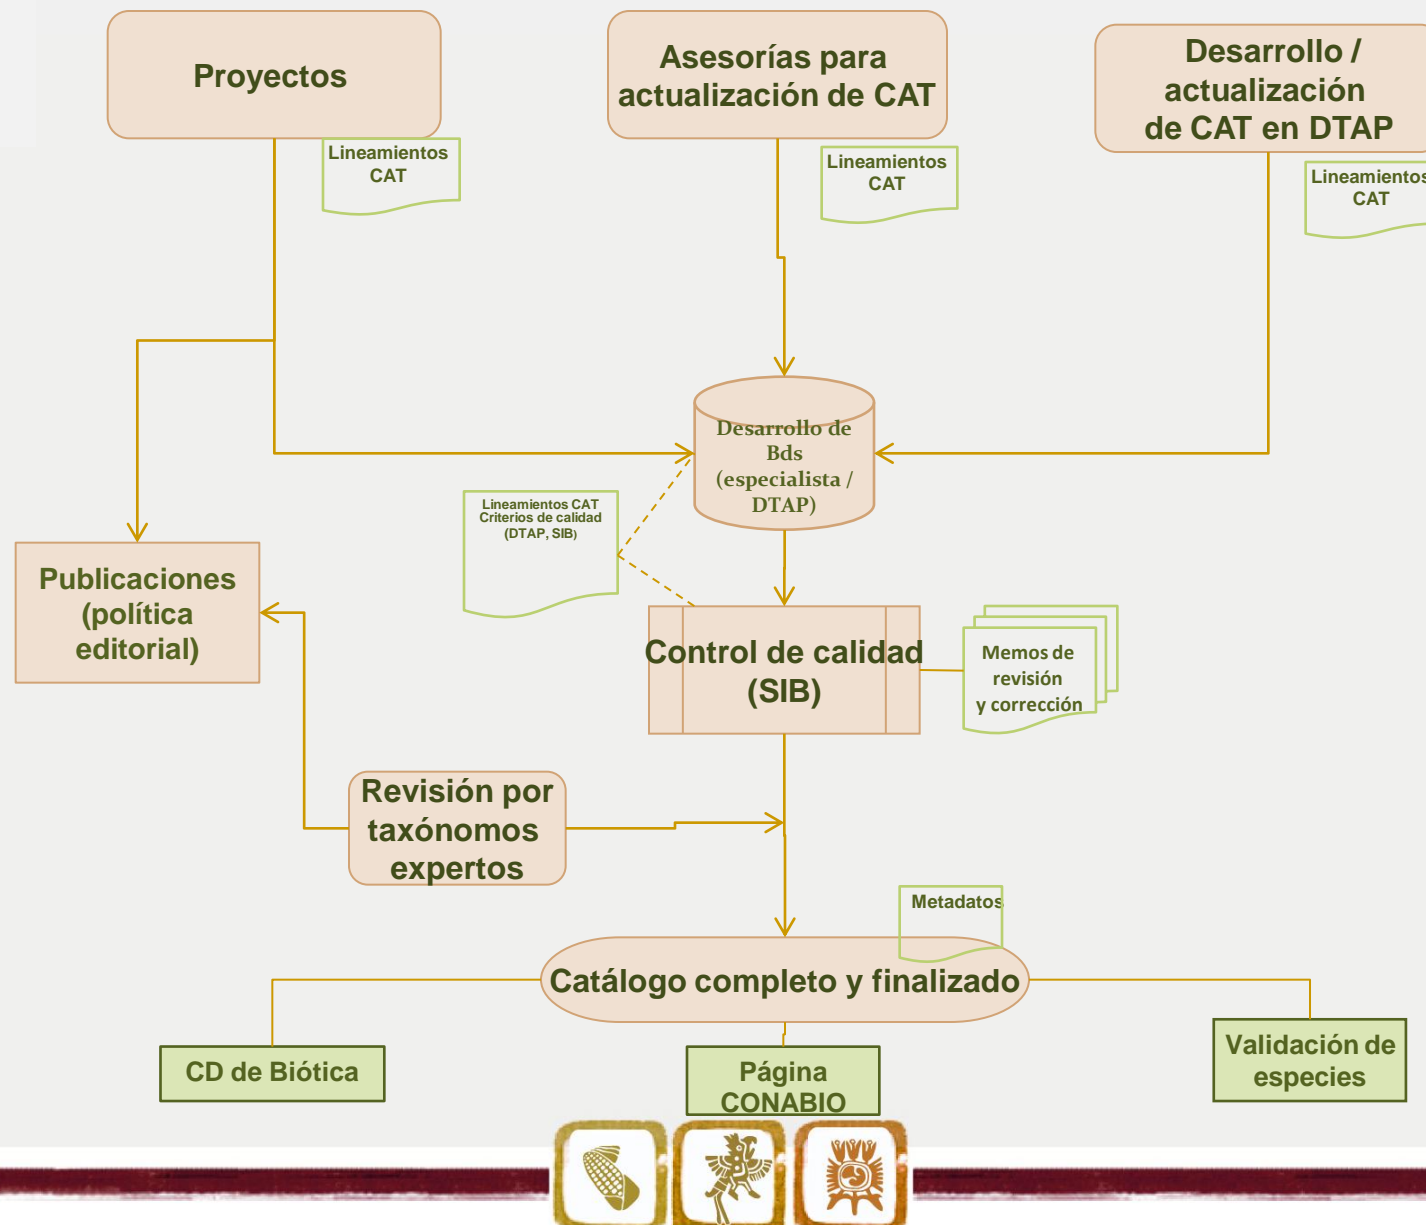 Proyectos
Asesorías para
actualización de CAT
Desarrollo /
actualización
de CAT en DTAP
Lineamientos
CAT
Lineamientos
CAT
Lineamientos
CAT
Desarrollo de
Bds
(especialista /
DTAP)
Lineamientos CAT
Criterios de calidad
(DTAP, SIB)
Publicaciones
(política
editorial)
Control de calidad
(SIB)
Memos de
revisión
y corrección
Revisión por
taxónomos
expertos
Metadatos
Catálogo completo y finalizado
CD de Biótica
Página
CONABIO
Validación de
especies